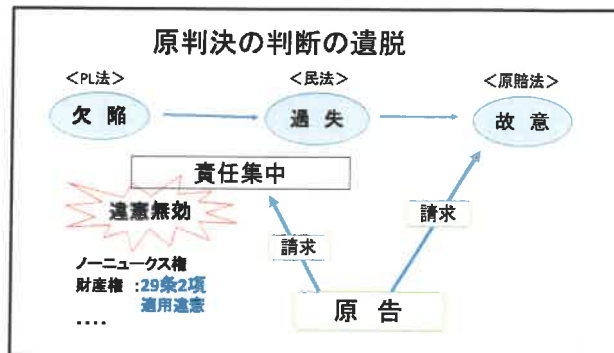 原判決の判断の遺脱
<PL法>
<民法>
<原賠法>
欠陥
過失
故意
責任集中
違憲無効
請求
請求
ノーニュークス権
財産権:29条2項
適用違憲
....
原告